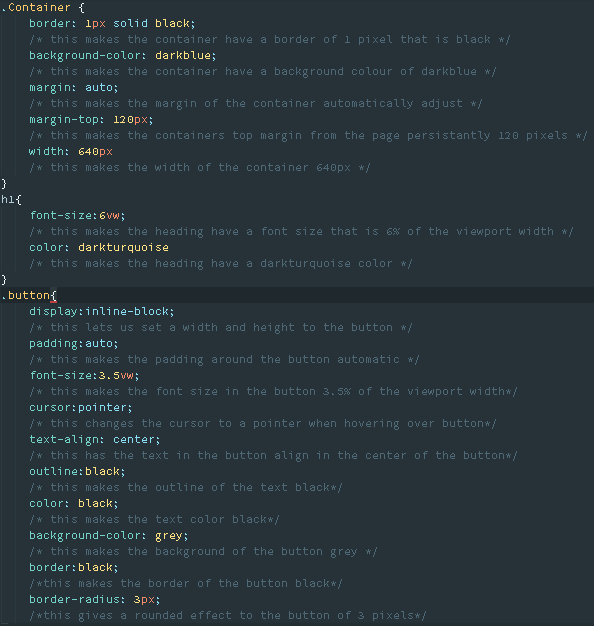 .Container {
border: 1px solid black;
/* this makes the container have a border of 1 pixel that is black */
background-color: darkblue;
/* this makes the container have a background colour of darkblue */
margin: auto;
/* this makes the margin of the container automatically adjust */
margin-top: 120px;
/* this makes the containers top margin from the page persistantly 120 pixels */
width: 640px
/* this makes the width of the container 640px */
}
h1{
font-size:6vw;
/* this makes the heading have a font size that is 6% of the viewport width */
color: darkturquoise
/* this makes the heading have a darkturquoise color */
}
.button{
display:inline-block;
/* this lets us set a width and height to the button */
padding:auto;
/* this makes the padding around the button automatic */
font-size:3.5vw;
/* this makes the font size in the button 3.5% of the viewport width*/
cursor:pointer;
/* this changes the cursor to a pointer when hovering over button*/
text-align: center;
/* this has the text in the button align in the center of the button*/
outline:black;
/* this makes the outline of the text black*/
color: black;
/* this makes the text color black*/
background-color: grey;
/* this makes the background of the button grey */
border:black;
/*this makes the border of the button black*/
border-radius: 3px;
/*this gives a rounded effect to the button of 3 pixels*/